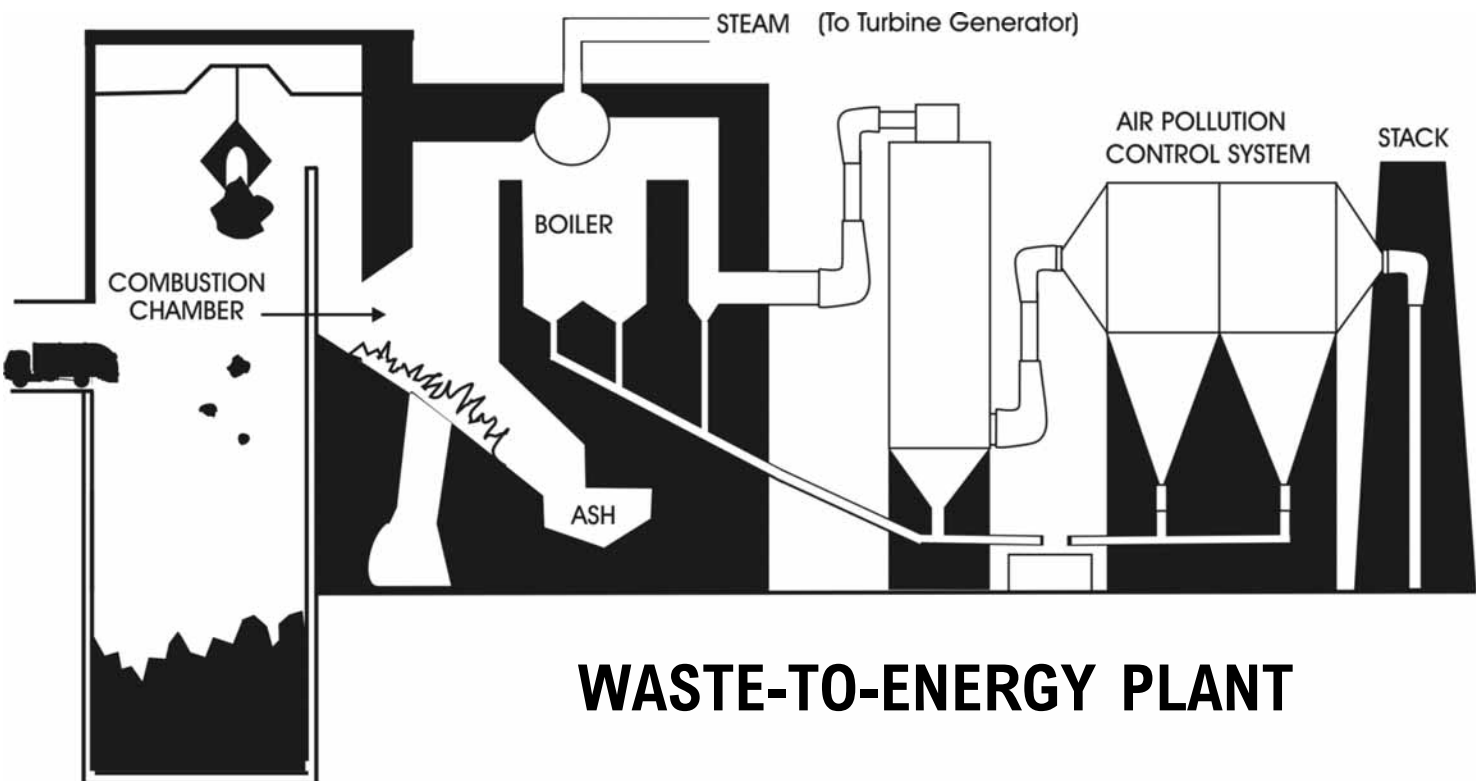 STEAM (To Turbine Generator)
AIR POLLUTION
CONTROL SYSTEM
STACK
BOILER
COMBUSTION
CHAMBER
ASH
WASTE-TO-ENERGY PLANT